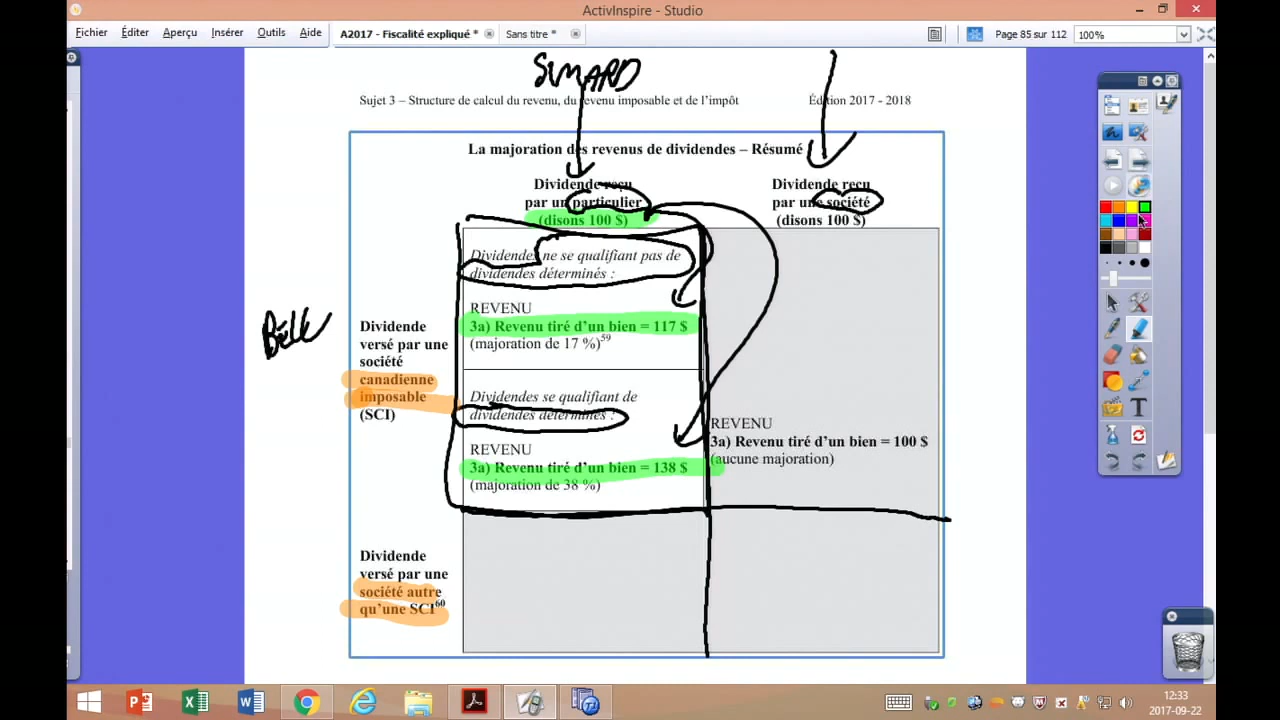 ActivInspire - Studio
Fichier Éditer Aperçu Insérer Outils Aide A2017 - Fiscalité expliqué * Sans titre * Page 85 sur 112 100%
SIMARD
Sujet 3 – Structure de calcul du revenu, du revenu imposable et de l'impôt Édition 2017 - 2018
La majoration des revenus de dividendes – Résumé
Dividende reçu
par un particulier
(disons 100 $)
Dividende reçu
par une société
(disons 100 $)
Dividendes ne se qualifiant pas de
dividendes déterminés :
REVENU
3a) Revenu tiré d'un bien = 117 $
(majoration de 17 %)59
BELL
Dividende
versé par une
société
canadienne
imposable
(SCI)
Dividendes se qualifiant de
dividendes déterminés :
REVENU
3a) Revenu tiré d'un bien = 138 $
(majoration de 38 %)
REVENU
3a) Revenu tiré d'un bien = 100 $
(aucune majoration)
Dividende
versé par une
société autre
qu'une SCI60
12:33
2017-09-22